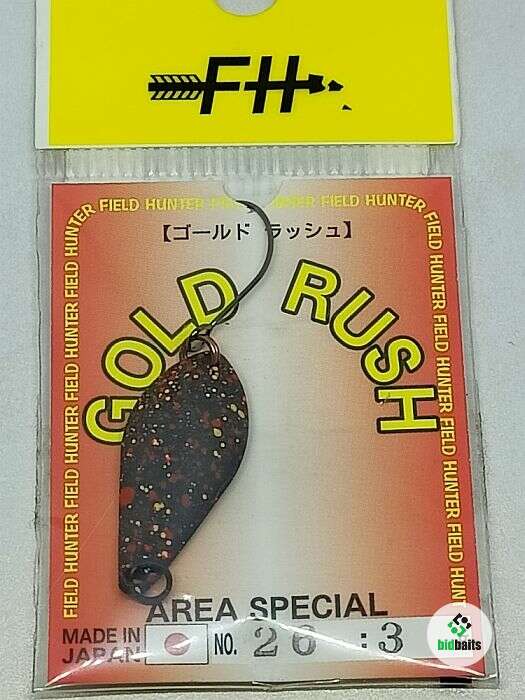 FH
FIELD HUNTER FIELD HUNTER FIELD HUNTER FIELD HUNTER
【ゴールド ラッシュ】
GOLD RUSH
AREA SPECIAL
MADE IN
JAPAN
NO. 26 :3
bidbaits